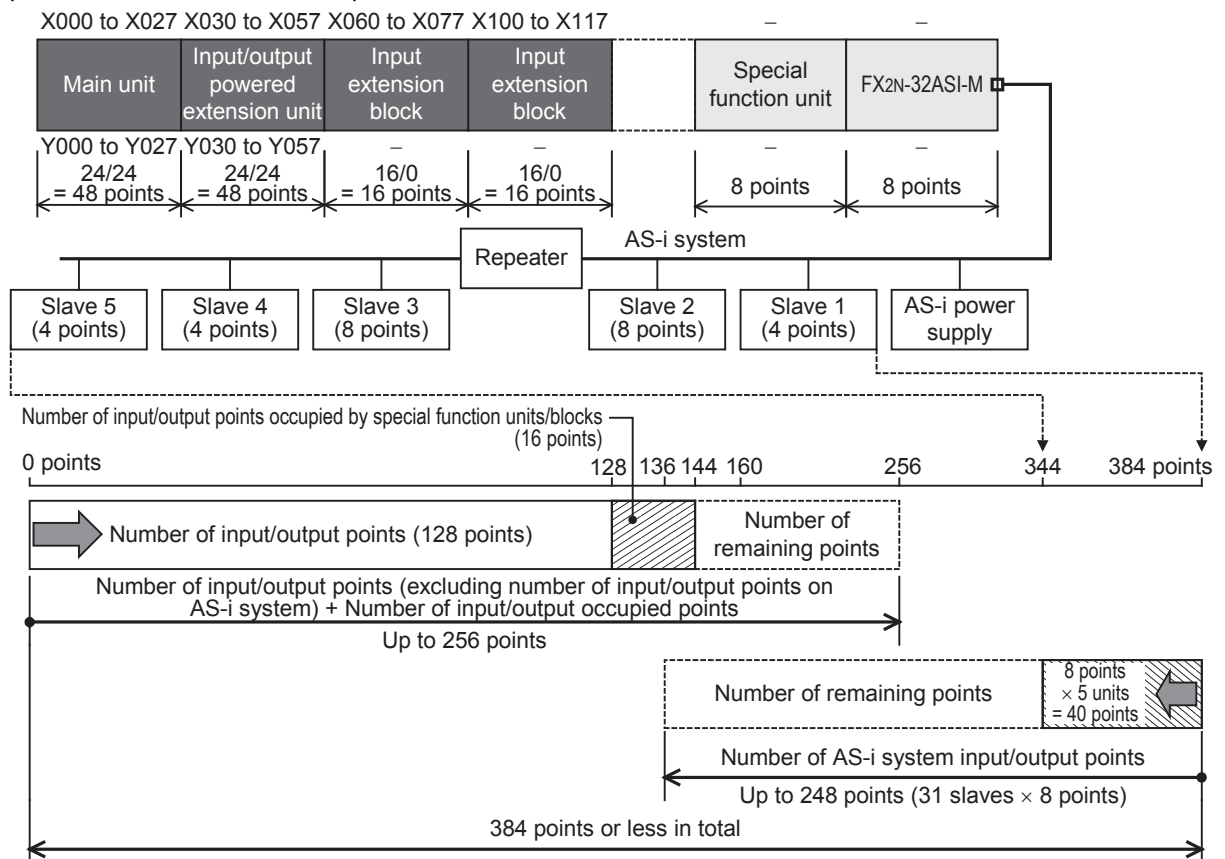 X000 to X027 X030 to X057 X060 to X077 X100 to X117 – –
Main unit
Input/output
powered
extension unit
Input
extension
block
Input
extension
block
Special
function unit
FX2N-32ASI-M
Y000 to Y027 Y030 to Y057 – – – –
24/24
= 48 points
24/24
= 48 points
16/0
= 16 points
16/0
= 16 points
8 points
8 points
AS-i system
Repeater
Slave 5
(4 points)
Slave 4
(4 points)
Slave 3
(8 points)
Slave 2
(8 points)
Slave 1
(4 points)
AS-i power
supply
Number of input/output points occupied by special function units/blocks
(16 points)
0 points 128 136 144 160 256 344 384 points
Number of input/output points (128 points)
Number of
remaining points
Number of input/output points (excluding number of input/output points on
AS-i system) + Number of input/output occupied points
Up to 256 points
Number of remaining points
8 points
× 5 units
= 40 points
Number of AS-i system input/output points
Up to 248 points (31 slaves × 8 points)
384 points or less in total